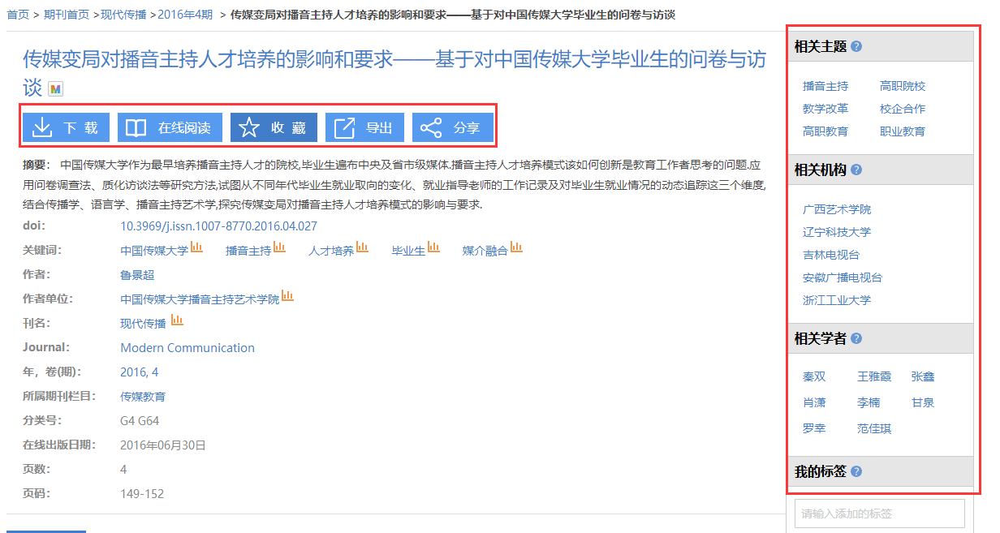 首页 > 期刊首页 >现代传播 >2016年4期 > 传媒变局对播音主持人才培养的影响和要求——基于对中国传媒大学毕业生的问卷与访谈
传媒变局对播音主持人才培养的影响和要求——基于对中国传媒大学毕业生的问卷与访
谈 M
下 载 在线阅读 收 藏 导出 分享
摘要： 中国传媒大学作为最早培养播音主持人才的院校,毕业生遍布中央及省市级媒体.播音主持人才培养模式该如何创新是教育工作者思考的问题.应
用问卷调查法、质化访谈法等研究方法,试图从不同年代毕业生就业取向的变化、就业指导老师的工作记录及对毕业生就业情况的动态追踪这三个维度,
结合传播学、语言学、播音主持艺术学,探究传媒变局对播音主持人才培养模式的影响与要求.
doi： 10.3969/j.issn.1007-8770.2016.04.027
关键词： 中国传媒大学 播音主持 人才培养 毕业生 媒介融合
作者： 鲁景超
作者单位： 中国传媒大学播音主持艺术学院
刊名： 现代传播
Journal： Modern Communication
年，卷(期)： 2016, 4
所属期刊栏目： 传媒教育
分类号： G4 G64
在线出版日期： 2016年06月30日
页数： 4
页码： 149-152
相关主题 ?
播音主持 高职院校
教学改革 校企合作
高职教育 职业教育
相关机构 ?
广西艺术学院
辽宁科技大学
吉林电视台
安徽广播电视台
浙江工业大学
相关学者 ?
秦双 王雅霞 张鑫
肖潇 李楠 甘泉
罗幸 范佳琪
我的标签 ?
请输入添加的标签